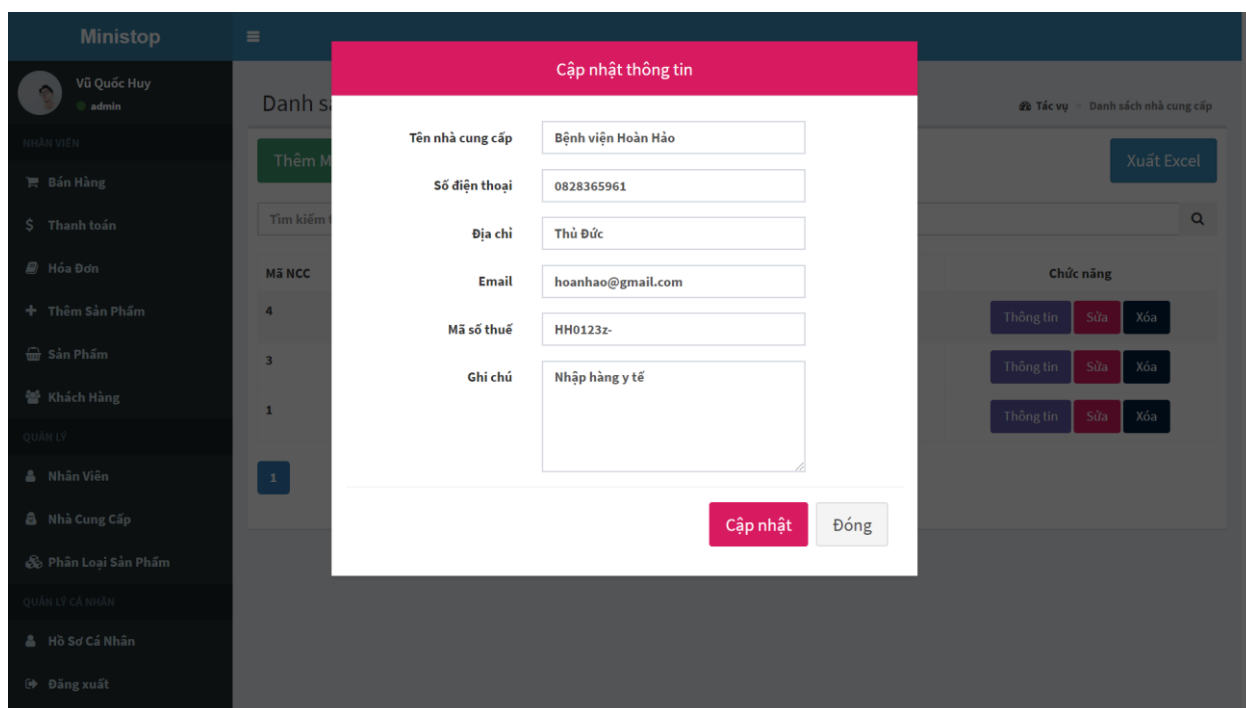 Ministop
Vũ Quốc Huy
admin
NHÂN VIÊN
Bán Hàng
Thanh toán
Hóa Đơn
Thêm Sản Phẩm
Sản Phẩm
Khách Hàng
QUẢN LÝ
Nhân Viên
Nhà Cung Cấp
Phân Loại Sản Phẩm
QUẢN LÝ CÁ NHÂN
Hồ Sơ Cá Nhân
Đăng xuất
Danh
Tác vụ > Danh sách nhà cung cấp
Thêm
Xuất Excel
Tìm kiếm
Mã NCC
Chức năng
4
Thông tin Sửa Xóa
3
Thông tin Sửa Xóa
1
Thông tin Sửa Xóa
1
Cập nhật thông tin
Tên nhà cung cấp Bệnh viện Hoàn Hảo
Số điện thoại 0828365961
Địa chỉ Thủ Đức
Email hoanhao@gmail.com
Mã số thuế HH0123z-
Ghi chú Nhập hàng y tế
Cập nhật Đóng